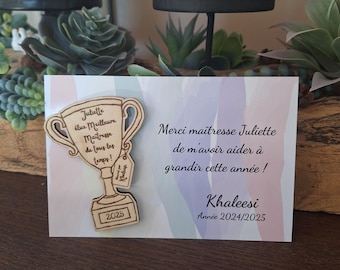 Juliette
élue Meilleure
Maîtresse
de tous les
temps !
2025
Merci maîtresse Juliette
de m'avoir aider à
grandir cette année !
Khaleesi
Année 2024/2025